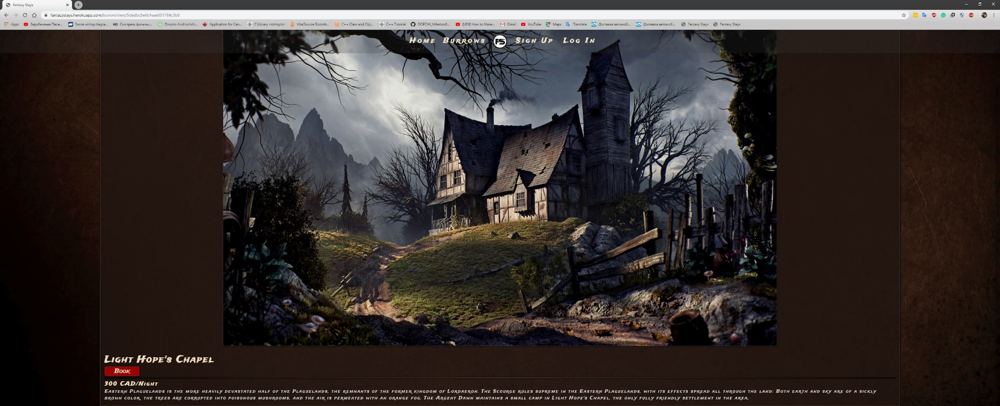 Fantasy Stays
fantazystays.herokuapp.com/burrow/view/5dedbc5e4b1eae001784c3b8
Apps Зарубежные Песн... Some wiring diagra... HD Смотреть фильмы... Dmytro Andriushch... Application for Can... C Library <string.h> VitalSource Booksh... C++ Class and Obj... C++ Tutorial OOP244_Mileston6... [UE4] How to Make... Gmail YouTube Maps Translate Доставка автомоб... Доставка автомоб... Fantasy Stays Fantasy Stays
Home Burrows FS Sign Up Log In
Light Hope's Chapel
Book
300 CAD/Night
Eastern Plaguelands is the more heavily devastated half of the Plaguelands, the remnants of the former kingdom of Lordaeron. The Scourge rules supreme in the Eastern Plaguelands, with its effects spread all through the land: Both earth and sky are of a sickly
brown color, the trees are corrupted into poisonous mushrooms, and the air is permeated with an orange fog. The Argent Dawn maintains a small camp in Light Hope's Chapel, the only fully friendly settlement in the area.